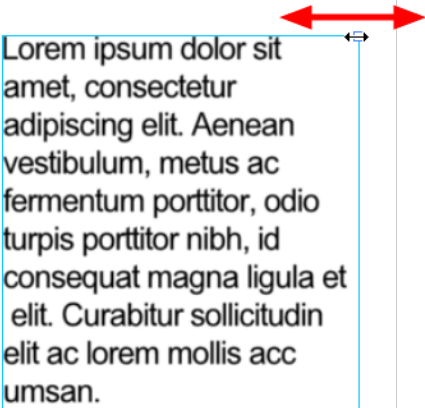 Lorem ipsum dolor sit
amet, consectetur
adipiscing elit. Aenean
vestibulum, metus ac
fermentum porttitor, odio
turpis porttitor nibh, id
consequat magna ligula et
elit. Curabitur sollicitudin
elit ac lorem mollis acc
umsan.